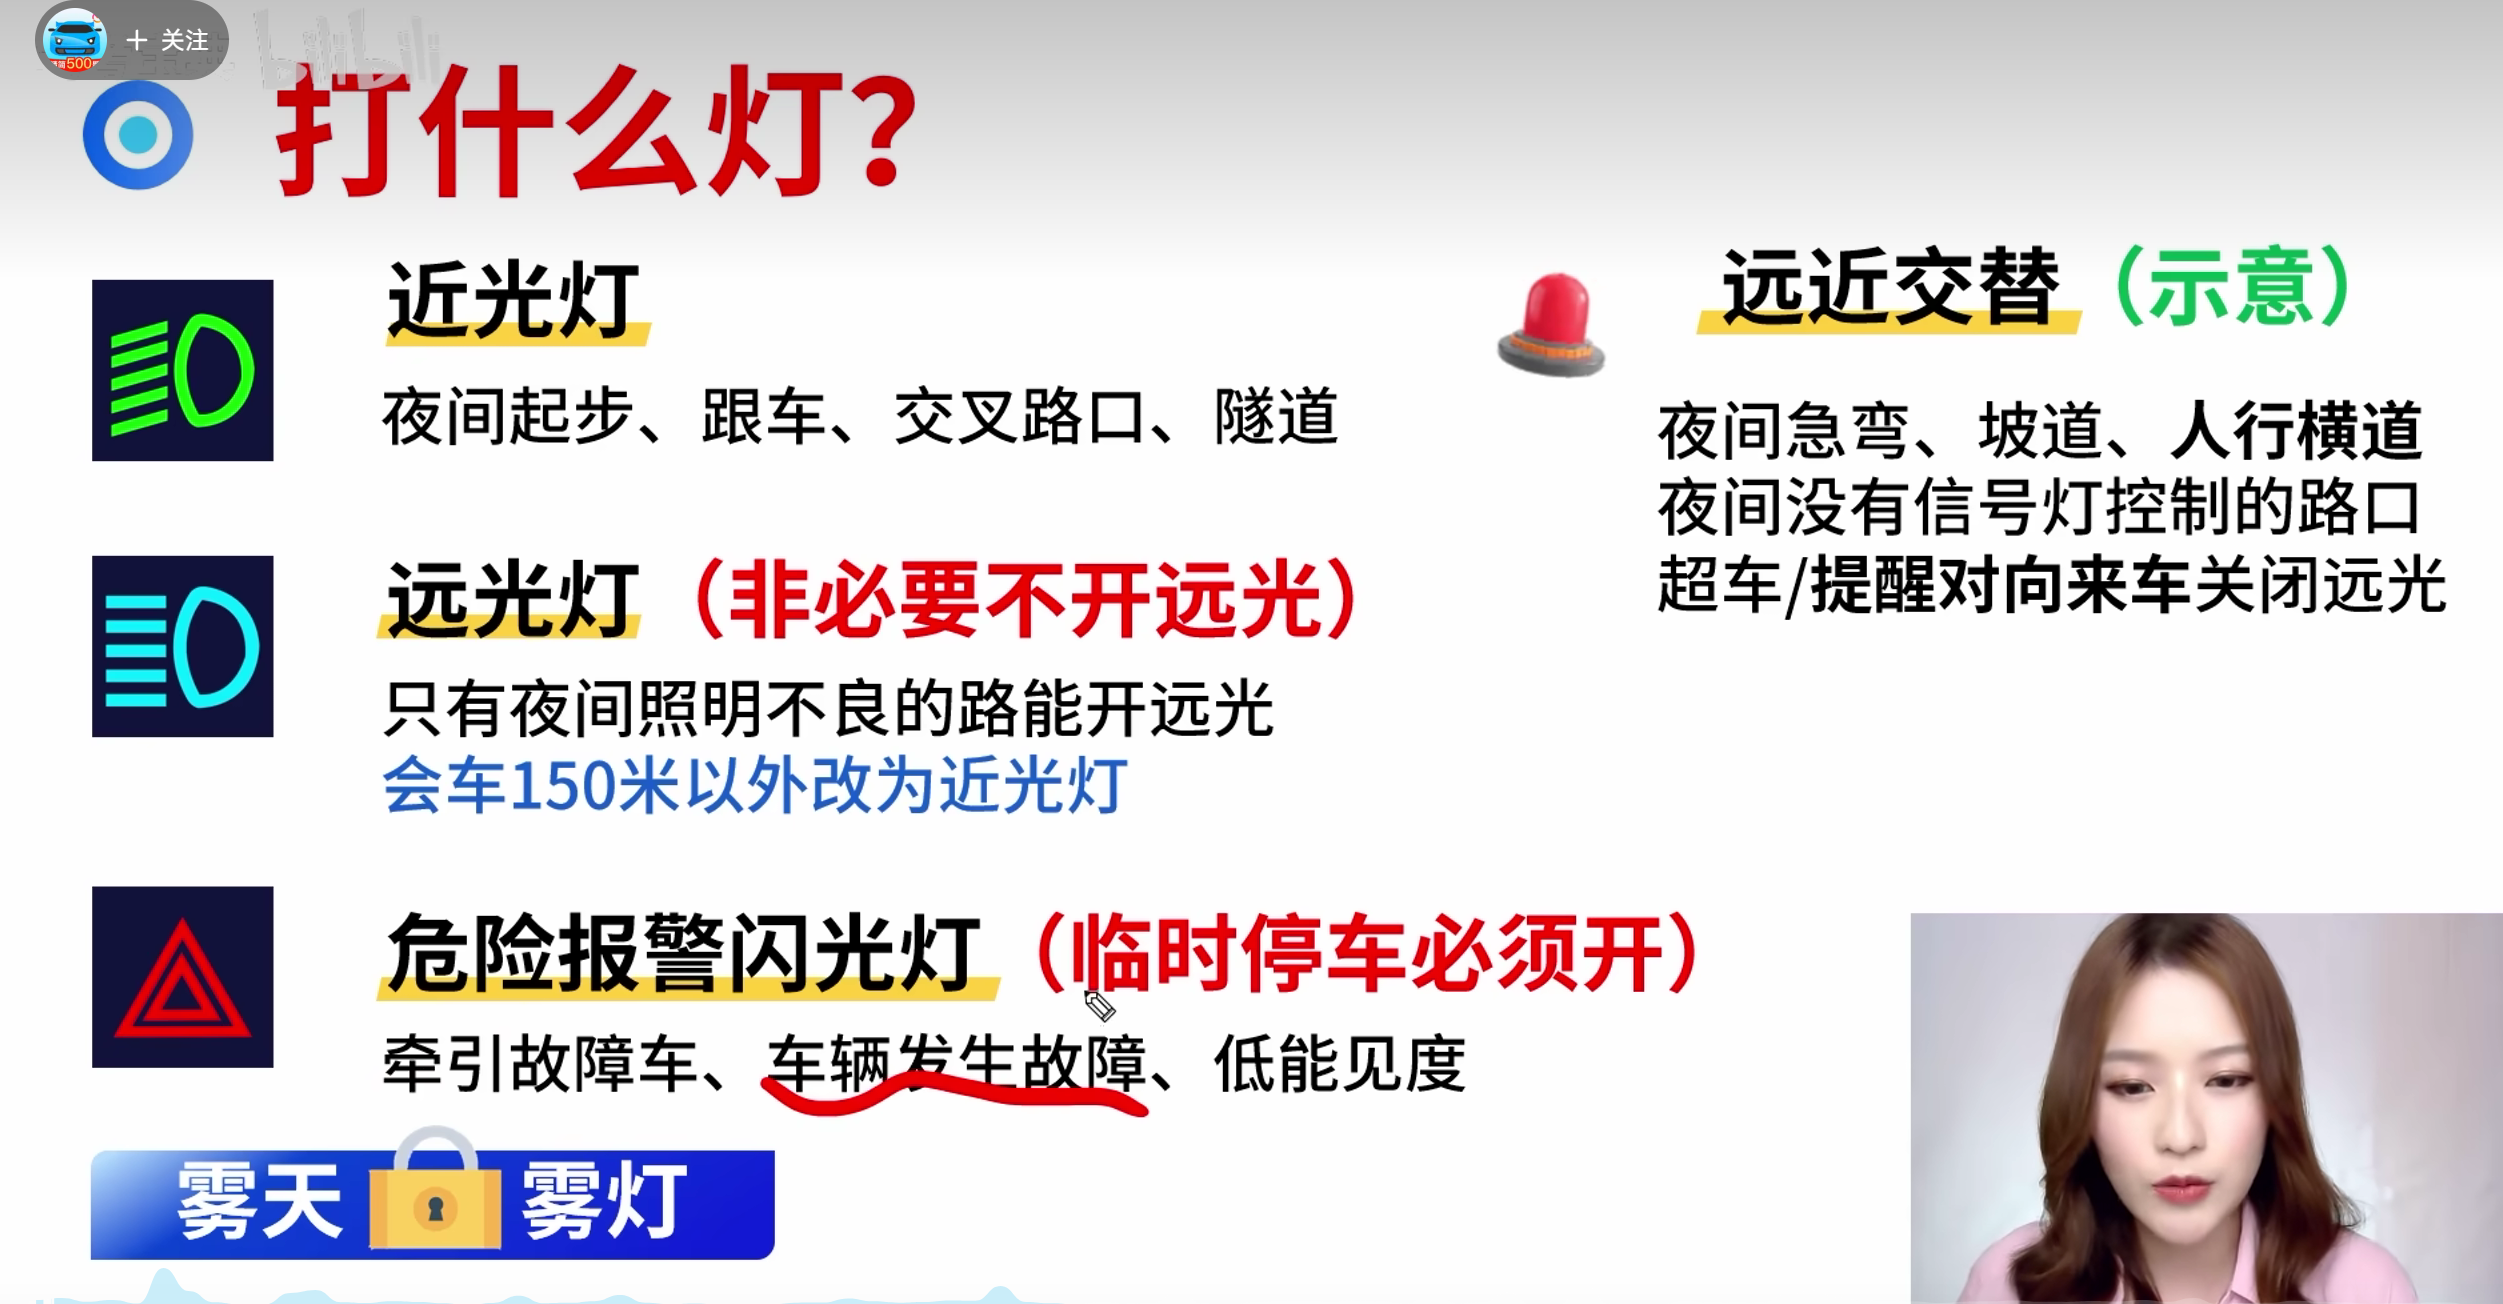 + 关注
bilibili
500
打什么灯？
近光灯
夜间起步、跟车、交叉路口、隧道
远光灯（非必要不开远光）
只有夜间照明不良的路能开远光
会车150米以外改为近光灯
危险报警闪光灯（临时停车必须开）
牵引故障车、车辆发生故障、低能见度
雾天 雾灯
远近交替（示意）
夜间急弯、坡道、人行横道
夜间没有信号灯控制的路口
超车/提醒对向来车关闭远光